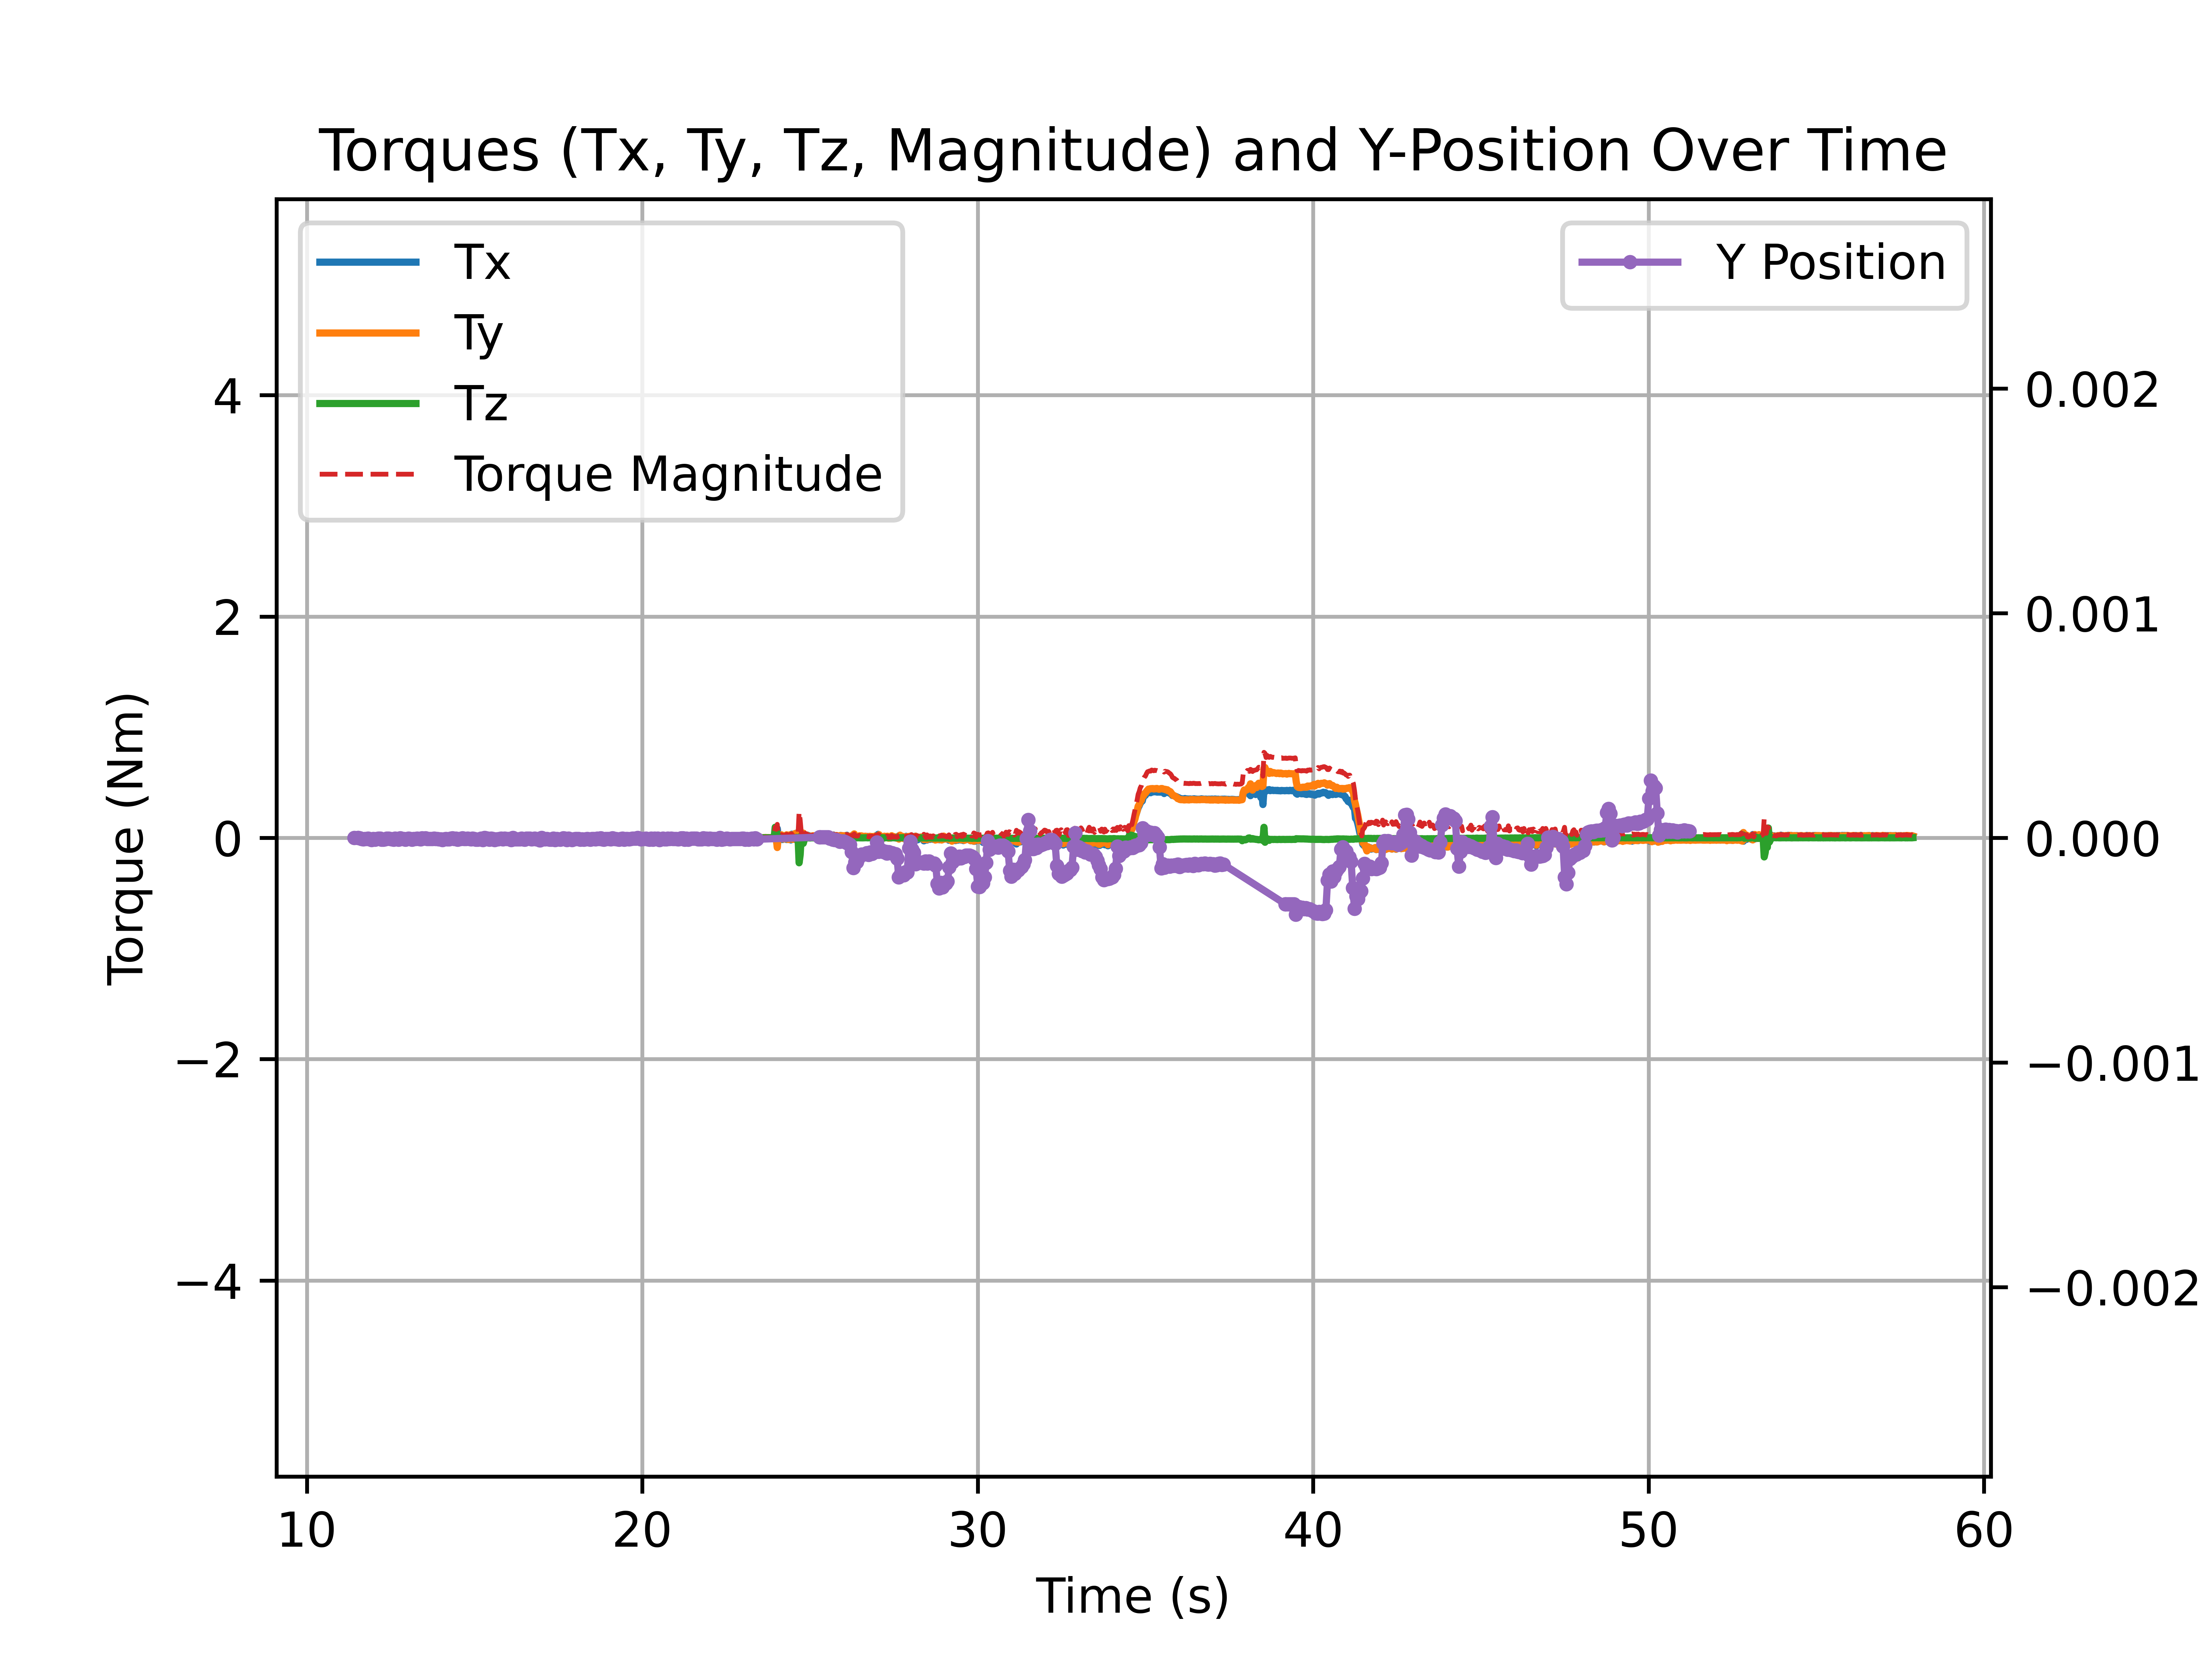 Torques (Tx, Ty, Tz, Magnitude) and Y-Position Over Time
Tx
Ty
Tz
Torque Magnitude
Y Position
4
2
0
−2
−4
Torque (Nm)
0.002
0.001
0.000
−0.001
−0.002
10 20 30 40 50 60
Time (s)